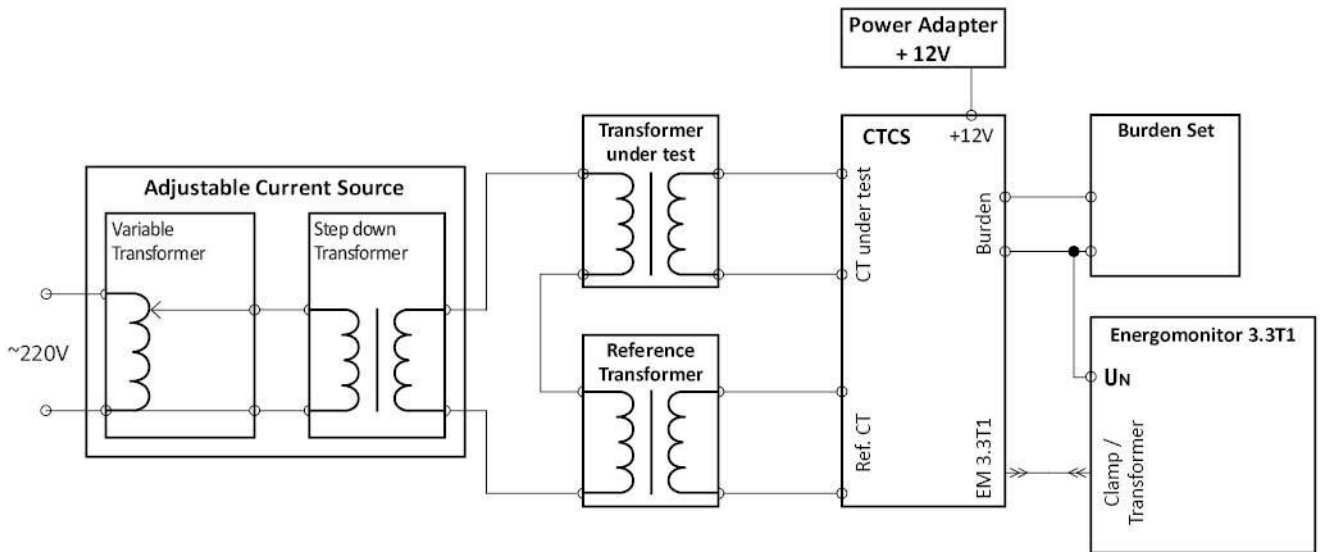 Power Adapter
+ 12V
Transformer
under test
CTCS
+12V
Burden Set
Adjustable Current Source
Variable
Transformer
Step down
Transformer
CT under test
Burden
~220V
Reference
Transformer
Energomonitor 3.3T1
UN
Ref. CT
EM 3.3T1
Clamp /
Transformer